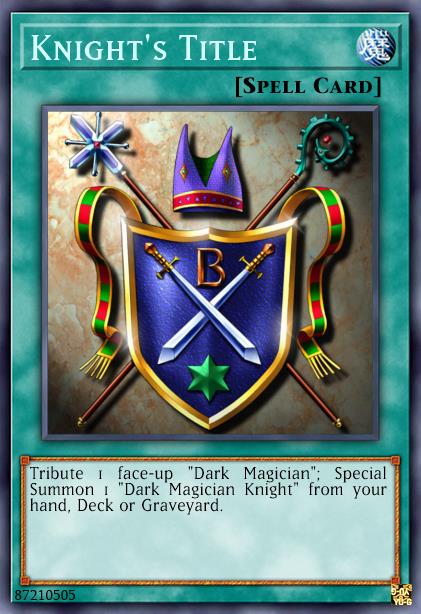 Knight's Title
魔
[Spell Card]
B
Tribute 1 face-up "Dark Magician"; Special
Summon 1 "Dark Magician Knight" from your
hand, Deck or Graveyard.
87210505